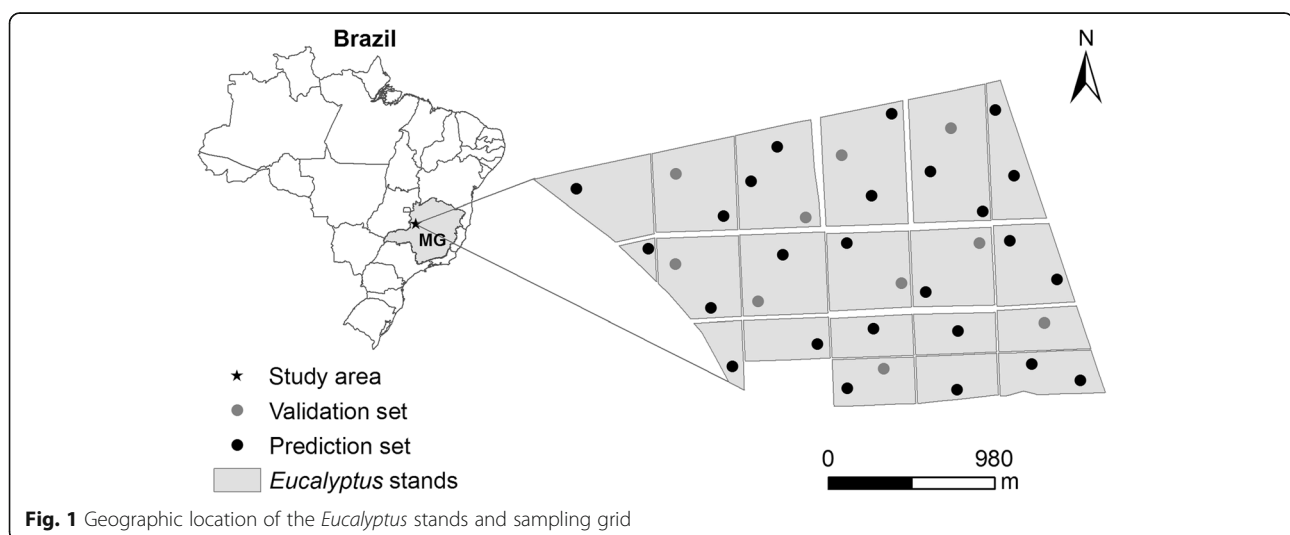 Brazil
N
MG
Study area
Validation set
Prediction set
Eucalyptus stands
0 980
m
Fig. 1 Geographic location of the Eucalyptus stands and sampling grid